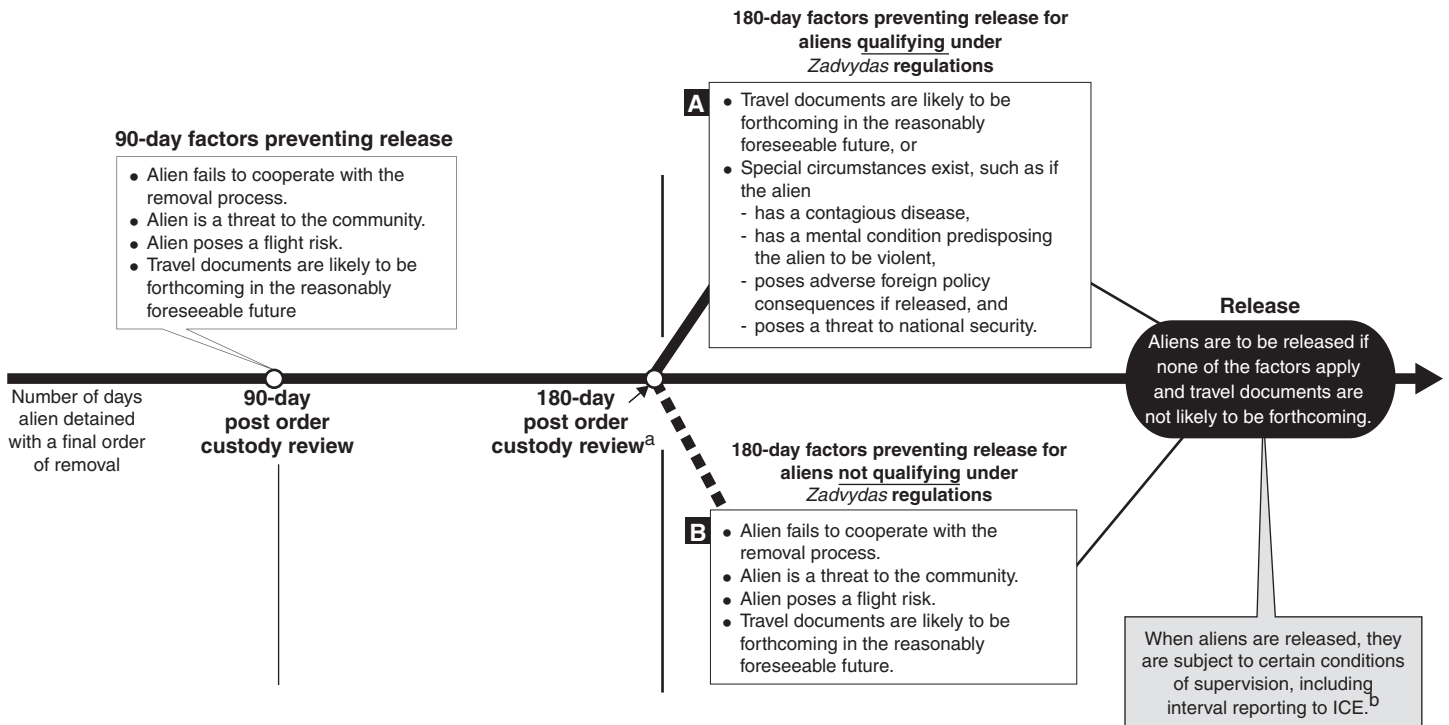 180-day factors preventing release for
aliens qualifying under
Zadvydas regulations
A
• Travel documents are likely to be
forthcoming in the reasonably
foreseeable future, or
• Special circumstances exist, such as if
the alien
- has a contagious disease,
- has a mental condition predisposing
the alien to be violent,
- poses adverse foreign policy
consequences if released, and
- poses a threat to national security.
90-day factors preventing release
• Alien fails to cooperate with the
removal process.
• Alien is a threat to the community.
• Alien poses a flight risk.
• Travel documents are likely to be
forthcoming in the reasonably
foreseeable future
Release
Aliens are to be released if
none of the factors apply
and travel documents are
not likely to be forthcoming.
Number of days
alien detained
with a final order
of removal
90-day
post order
custody review
180-day
post order
custody review a
180-day factors preventing release for
aliens not qualifying under
Zadvydas regulations
B
• Alien fails to cooperate with the
removal process.
• Alien is a threat to the community.
• Alien poses a flight risk.
• Travel documents are likely to be
forthcoming in the reasonably
foreseeable future.
When aliens are released, they
are subject to certain conditions
of supervision, including
interval reporting to ICE. b